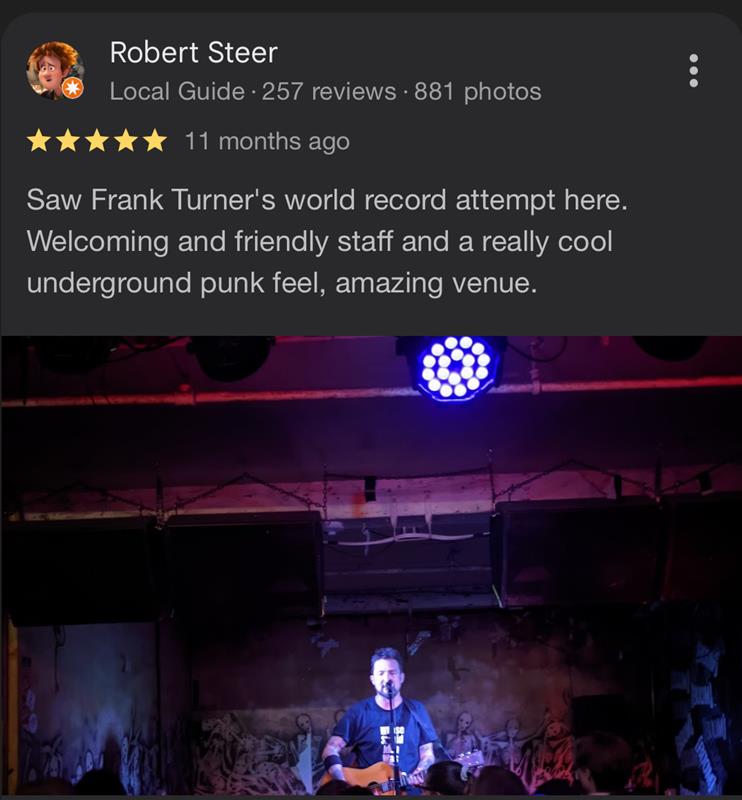 Robert Steer
Local Guide · 257 reviews · 881 photos
11 months ago
Saw Frank Turner's world record attempt here.
Welcoming and friendly staff and a really cool
underground punk feel, amazing venue.